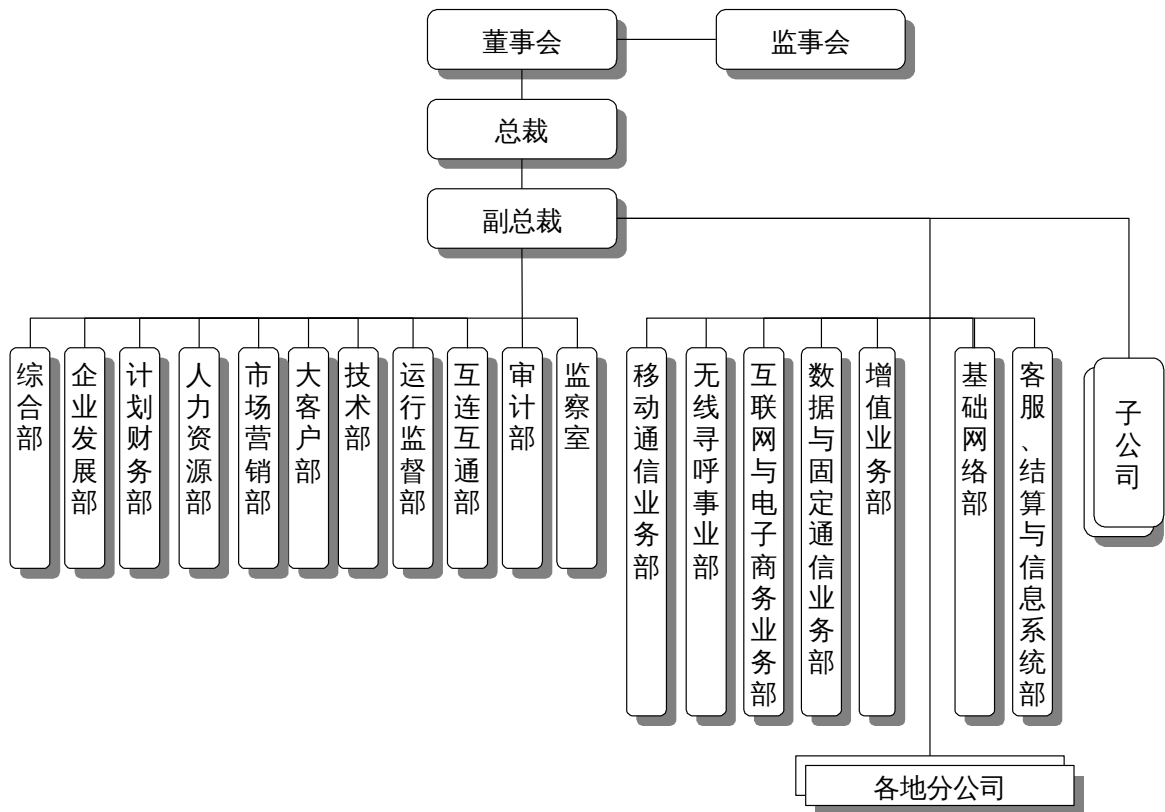 董事会
监事会
总裁
副总裁
综合部
企业发展部
计划财务部
人力资源部
市场营销部
大客户部
技术部
运行监督部
互连互通部
审计部
监察室
移动通信业务部
无线寻呼事业部
互联网与电子商务业务部
数据与固定通信业务部
增值业务部
基础网络部
客服、结算与信息系统部
子公司
各地分公司